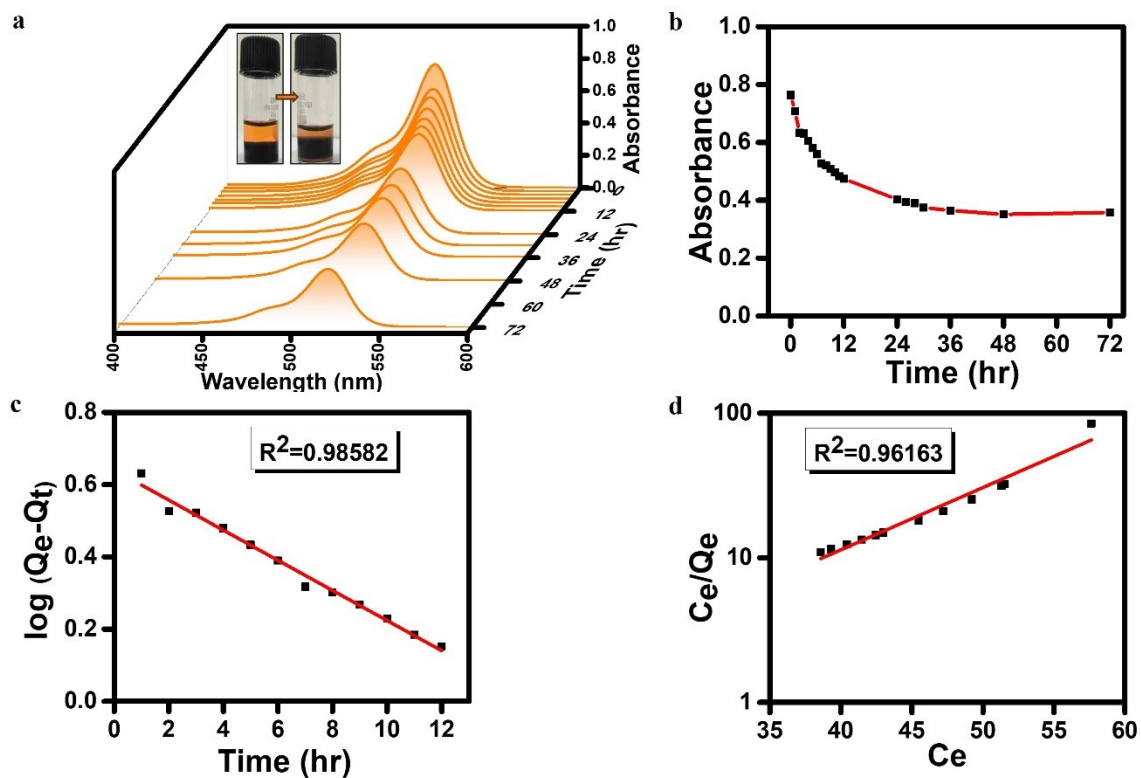 a
1.0
0.8
0.6
0.4
0.2
0.0
Absorbance
0
12
24
36
48
60
72
Time (hr)
400
450
500
550
600
Wavelength (nm)
b
1.0
0.8
0.6
0.4
0.2
0.0
Absorbance
0 12 24 36 48 60 72
Time (hr)
c
0.8
0.6
0.4
0.2
0.0
log (Qe-Qt)
R2=0.98582
0 2 4 6 8 10 12
Time (hr)
d
100
10
1
Ce/Qe
R2=0.96163
35 40 45 50 55 60
Ce